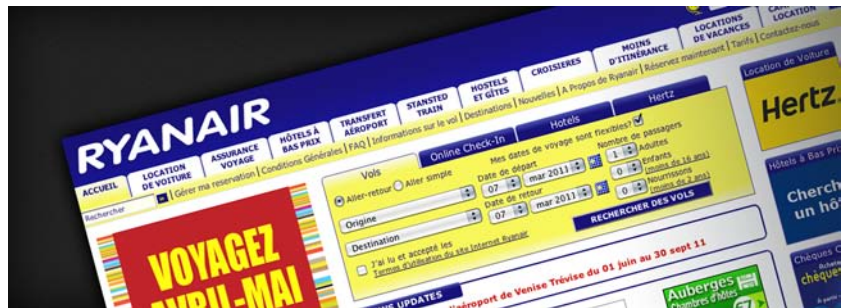 RYANAIR
ACCUEIL
LOCATION
DE VOITURE
ASSURANCE
VOYAGE
HÔTELS À
BAS PRIX
TRANSFERT
AÉROPORT
STANSTED
TRAIN
HOSTELS
ET GÎTES
CROISIERES
MOINS
D'ITINÉRANCE
LOCATIONS
DE VACANCES
LOCATION
Rechercher
| Gérer ma reservation | Conditions Générales | FAQ | Informations sur le vol | Destinations | Nouvelles | A Propos de Ryanair | Réservez maintenant | Tarifs | Contactez-nous
VOYAGEZ
AVRIL-MAI
Vols
Online Check-In
Hotels
Hertz
Aller-retour
Aller simple
Mes dates de voyage sont flexibles?
Origine
Destination
Date de départ
07 mar 2011
Date de retour
07 mar 2011
Nombre de passagers
1 Adultes
0 Enfants
(moins de 16 ans)
0 Nourrissons
(moins de 2 ans)
J'ai lu et accepté les
Termes d'utilisation du site Internet Ryanair
RECHERCHER DES VOLS
UPDATES
aéroport de Venise Trévise du 01 juin au 30 sept 11
Auberges
Chambres d'hôtes
Location de Voiture
Hertz
Hôtels à Bas Prix
un
Chèques